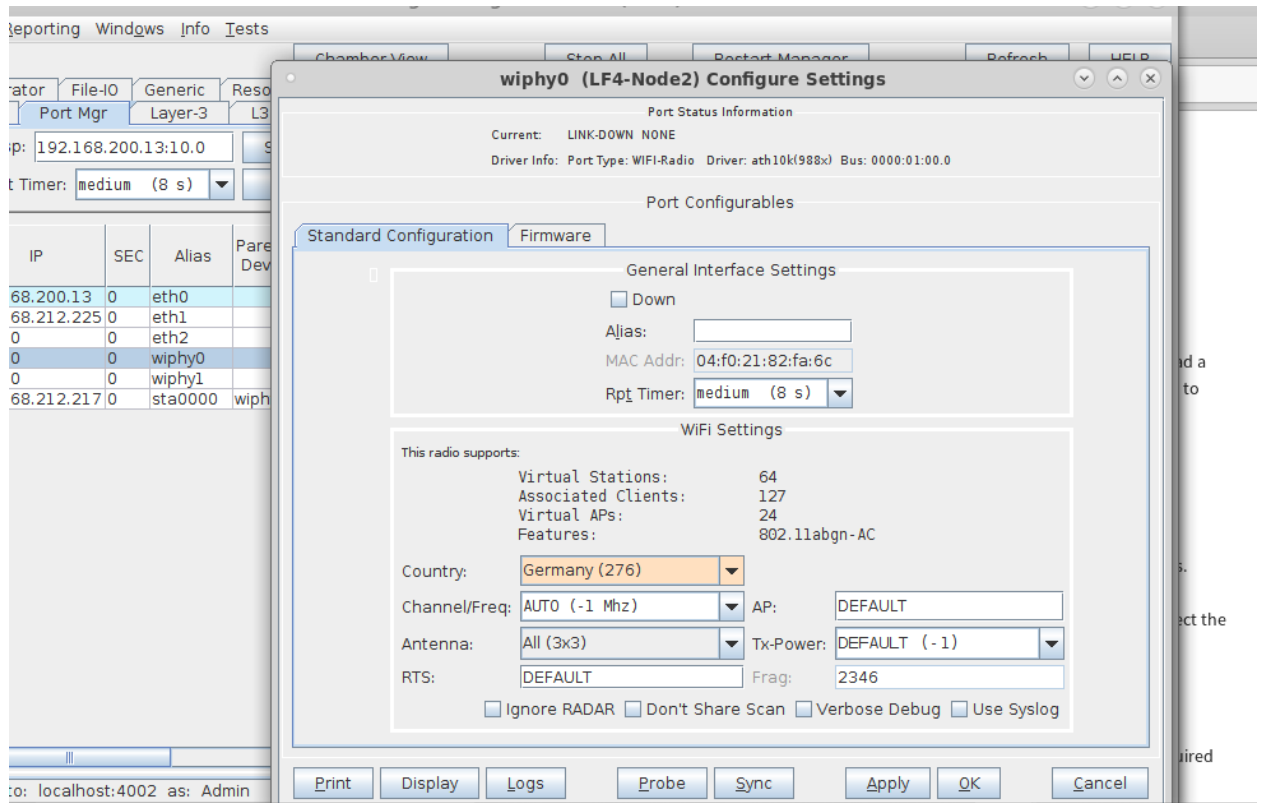 Reporting Windows Info Tests
Chamber View Stop All Restart Manager Refresh HELP
rator File-IO Generic Reso
Port Mgr Layer-3 L3
sp: 192.168.200.13:10.0 S
t Timer: medium (8 s)
IP SEC Alias Pare
Dev
68.200.13 0 eth0
68.212.225 0 eth1
0 0 eth2
0 0 wiphy0
0 0 wiphy1
68.212.217 0 sta0000 wiph
to: localhost:4002 as: Admin
wiphy0 (LF4-Node2) Configure Settings
Port Status Information
Current: LINK-DOWN NONE
Driver Info: Port Type: WIFI-Radio Driver: ath10k(988x) Bus: 0000:01:00.0
Port Configurables
Standard Configuration Firmware
General Interface Settings
Down
Alias:
MAC Addr: 04:f0:21:82:fa:6c
Rpt Timer: medium (8 s)
WiFi Settings
This radio supports:
Virtual Stations: 64
Associated Clients: 127
Virtual APs: 24
Features: 802.11abgn-AC
Country: Germany (276)
Channel/Freq: AUTO (-1 Mhz) AP: DEFAULT
Antenna: All (3x3) Tx-Power: DEFAULT (-1)
RTS: DEFAULT Frag: 2346
Ignore RADAR Don't Share Scan Verbose Debug Use Syslog
Print Display Logs Probe Sync Apply OK Cancel
ad a
to
s.
ect the
uired